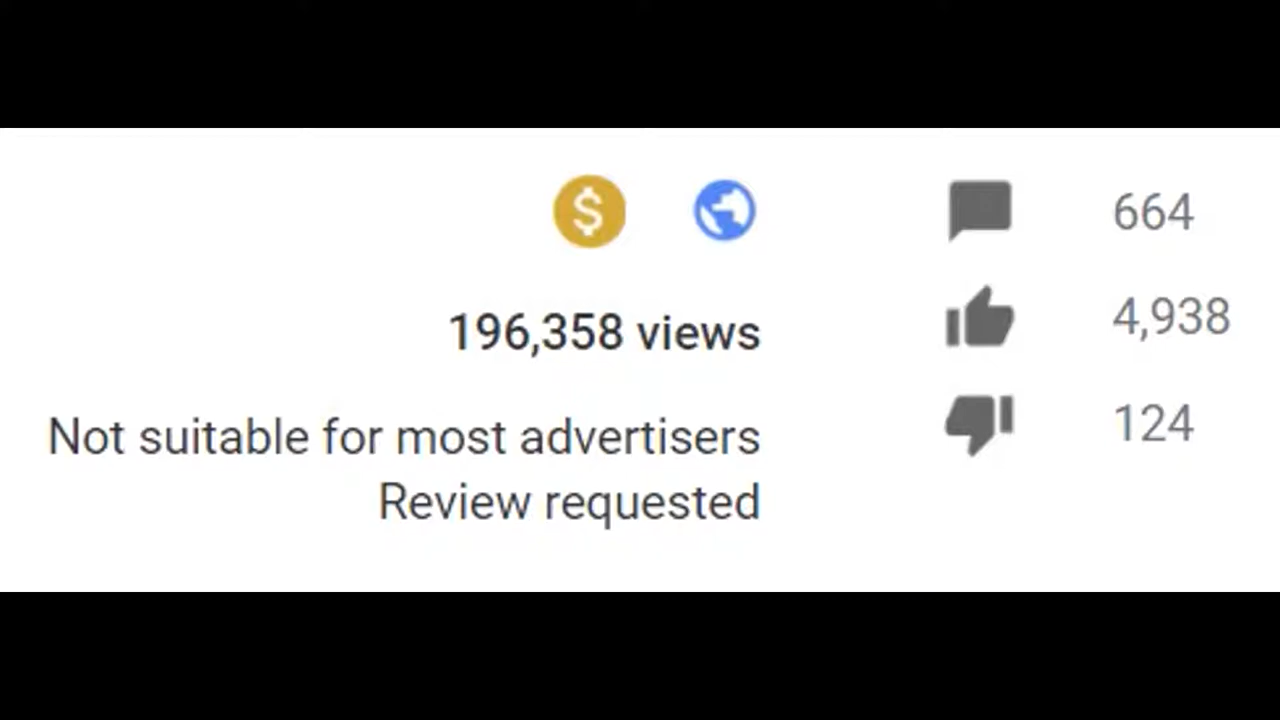 $
196,358 views
Not suitable for most advertisers
Review requested
664
4,938
124